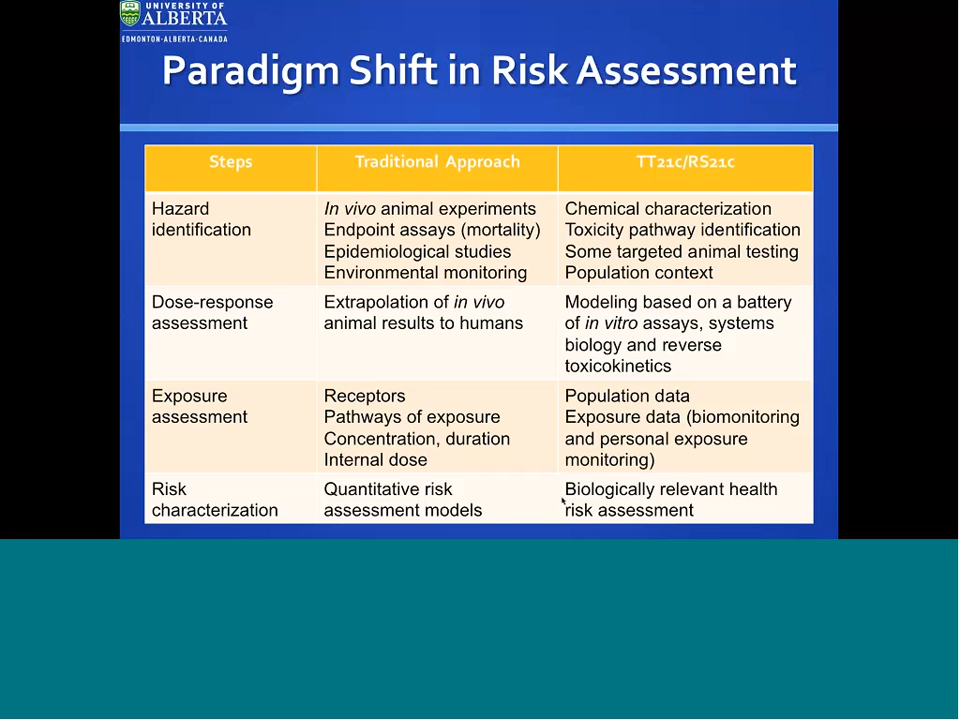 UNIVERSITY OF
ALBERTA
EDMONTON·ALBERTA·CANADA
Paradigm Shift in Risk Assessment
Steps
Traditional Approach
TT21c/RS21c
Hazard
identification
In vivo animal experiments
Endpoint assays (mortality)
Epidemiological studies
Environmental monitoring
Chemical characterization
Toxicity pathway identification
Some targeted animal testing
Population context
Dose-response
assessment
Extrapolation of in vivo
animal results to humans
Modeling based on a battery
of in vitro assays, systems
biology and reverse
toxicokinetics
Exposure
assessment
Receptors
Pathways of exposure
Concentration, duration
Internal dose
Population data
Exposure data (biomonitoring
and personal exposure
monitoring)
Risk
characterization
Quantitative risk
assessment models
Biologically relevant health
risk assessment